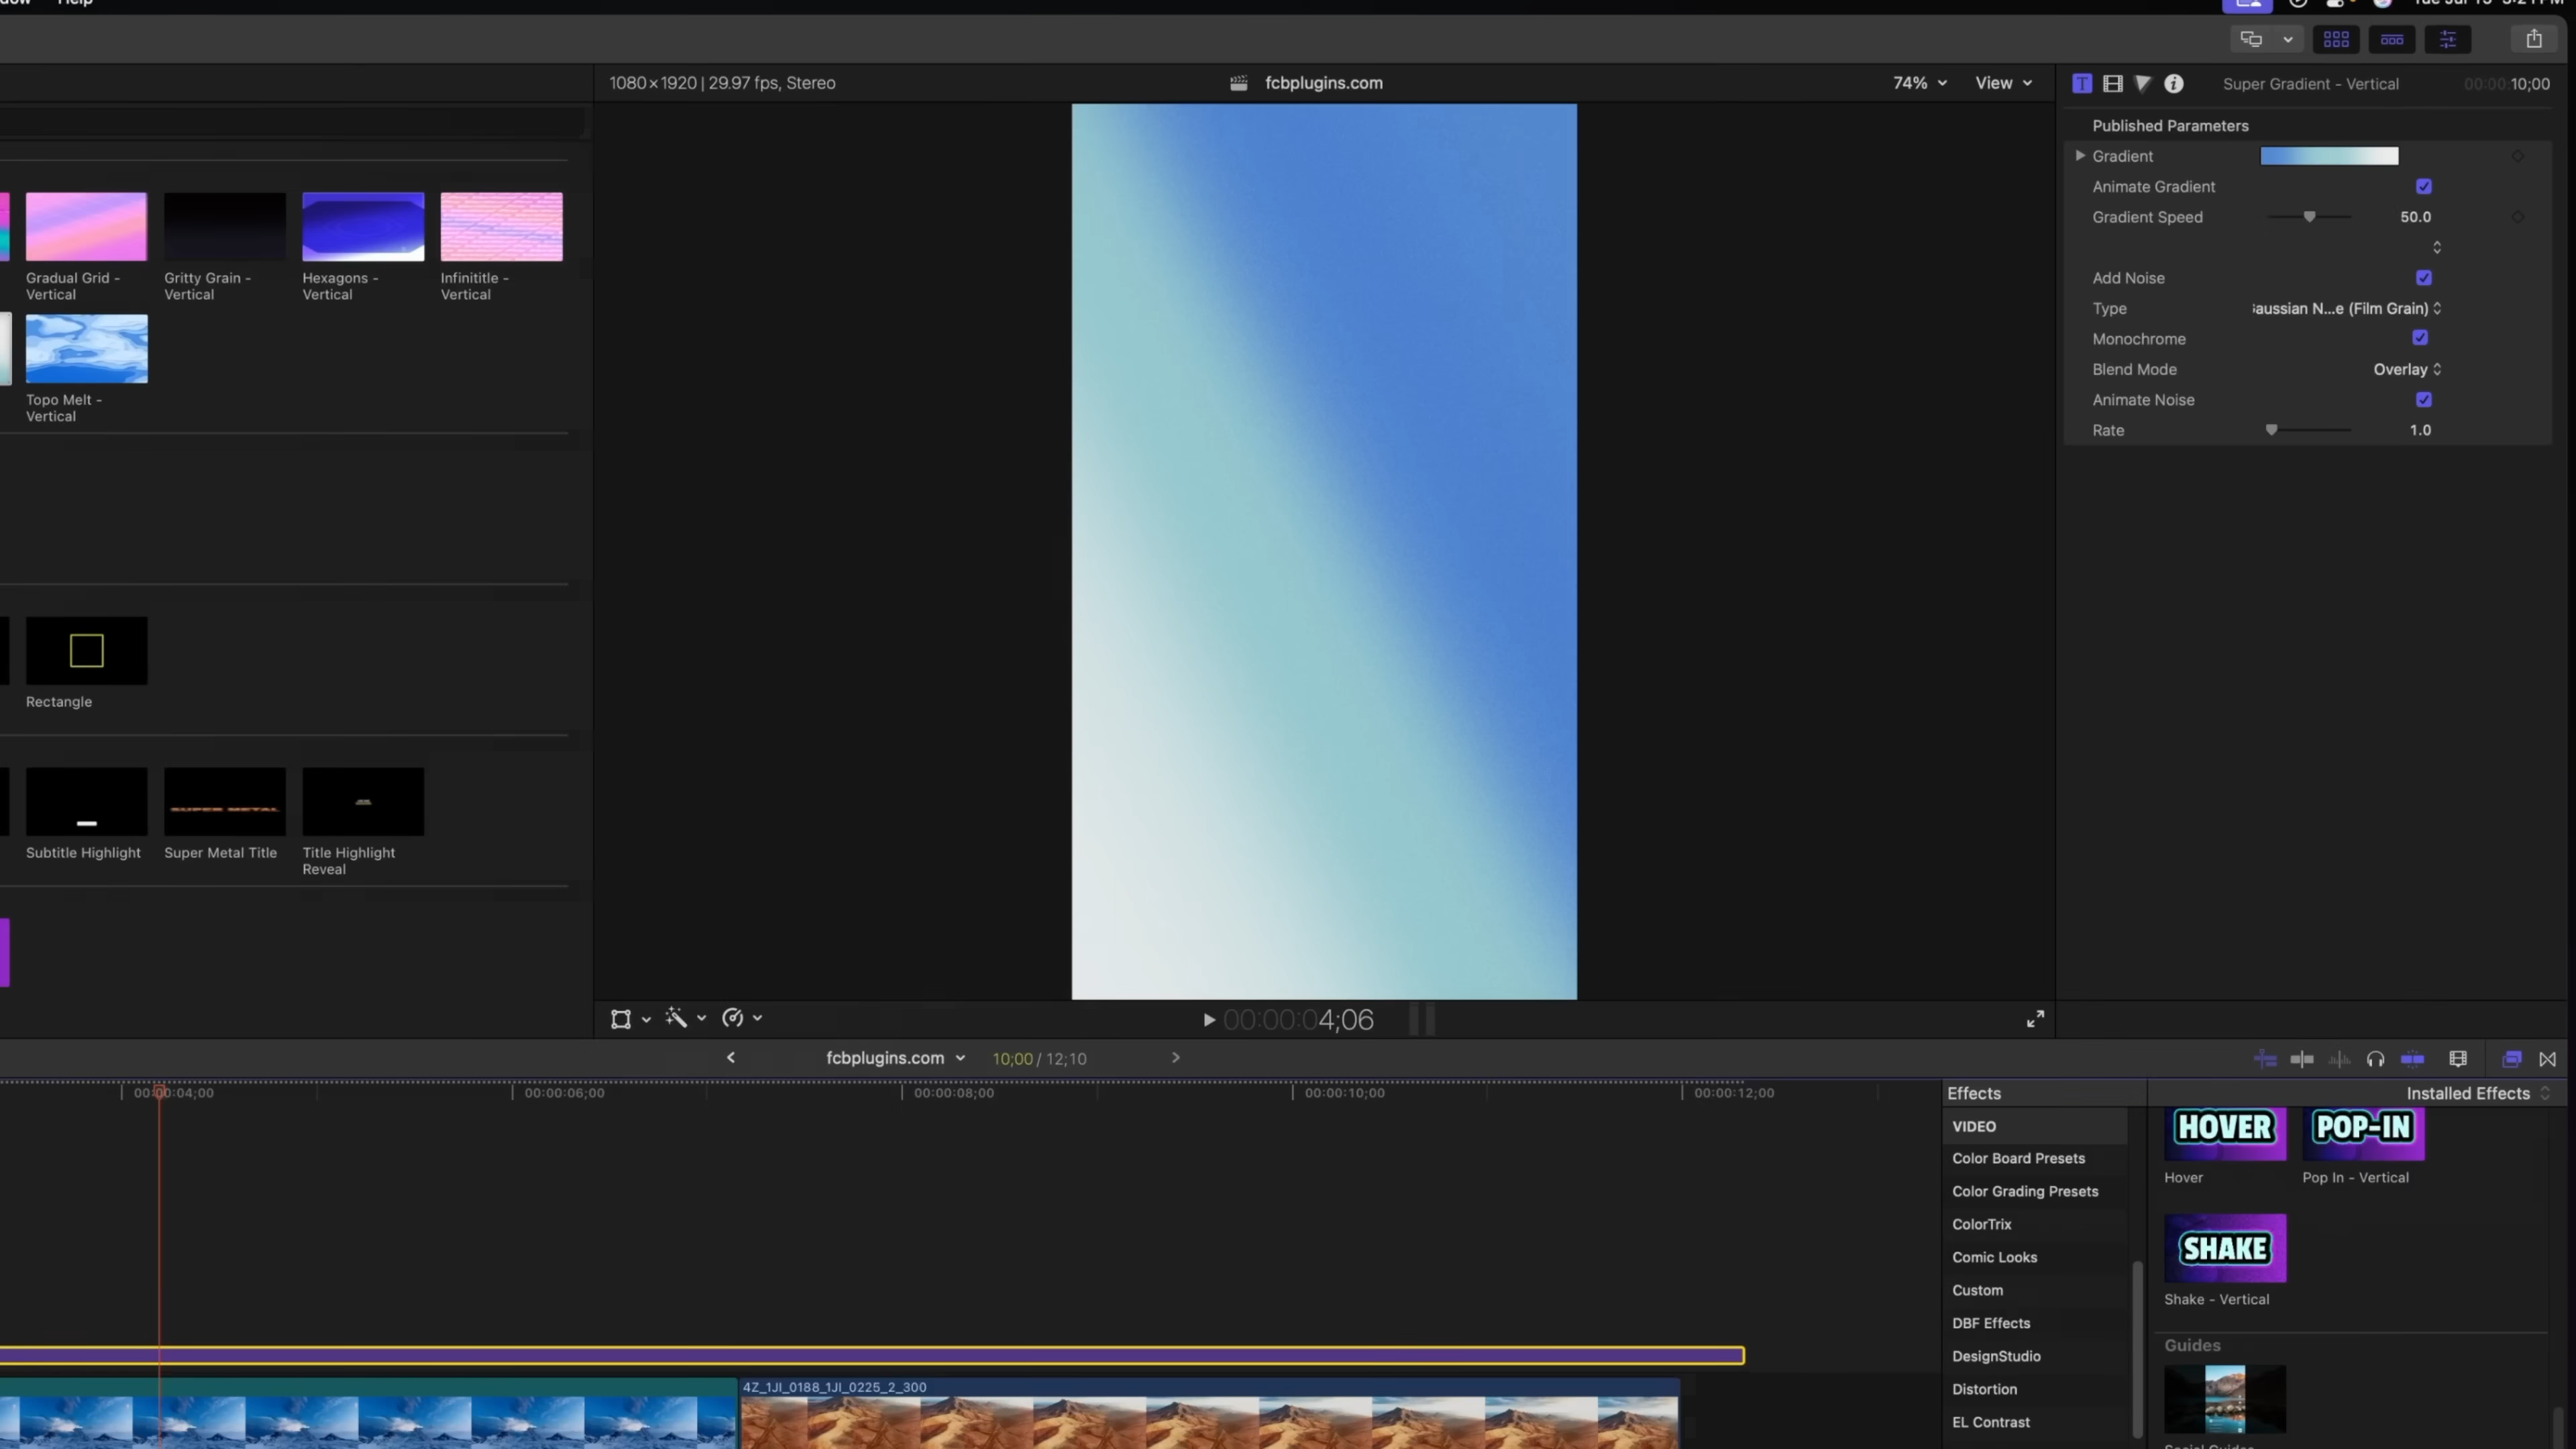 Help
1080×1920 | 29.97 fps, Stereo
fcbplugins.com
74%
View
Super Gradient - Vertical
00:00:10;00
Published Parameters
Gradient
Animate Gradient
Gradient Speed
50.0
Add Noise
Type
aussian N...e (Film Grain)
Monochrome
Blend Mode
Overlay
Animate Noise
Rate
1.0
Gradual Grid -
Vertical
Gritty Grain -
Vertical
Hexagons -
Vertical
Infinititle -
Vertical
Topo Melt -
Vertical
Rectangle
SUPER METAL
Subtitle Highlight
Super Metal Title
Title Highlight
Reveal
00:00:04;06
fcbplugins.com
10;00 / 12;10
00:00:04;00
00:00:06;00
00:00:08;00
00:00:10;00
00:00:12;00
4Z_1JI_0188_1JI_0225_2_300
Effects
VIDEO
Color Board Presets
Color Grading Presets
ColorTrix
Comic Looks
Custom
DBF Effects
DesignStudio
Distortion
EL Contrast
Installed Effects
HOVER
POP-IN
Hover
Pop In - Vertical
SHAKE
Shake - Vertical
Guides